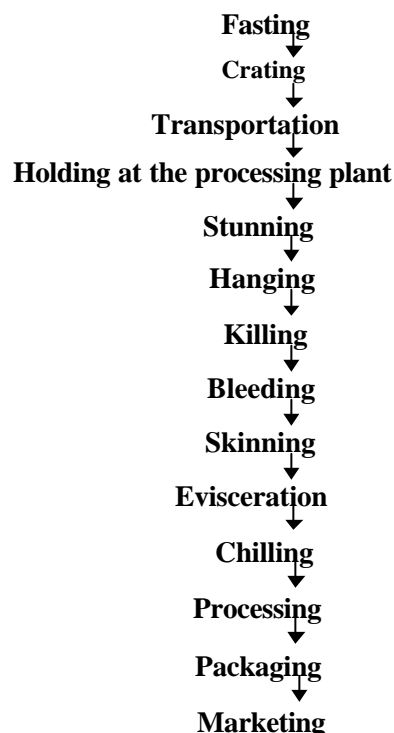 Fasting
Crating
Transportation
Holding at the processing plant
Stunning
Hanging
Killing
Bleeding
Skinning
Evisceration
Chilling
Processing
Packaging
Marketing